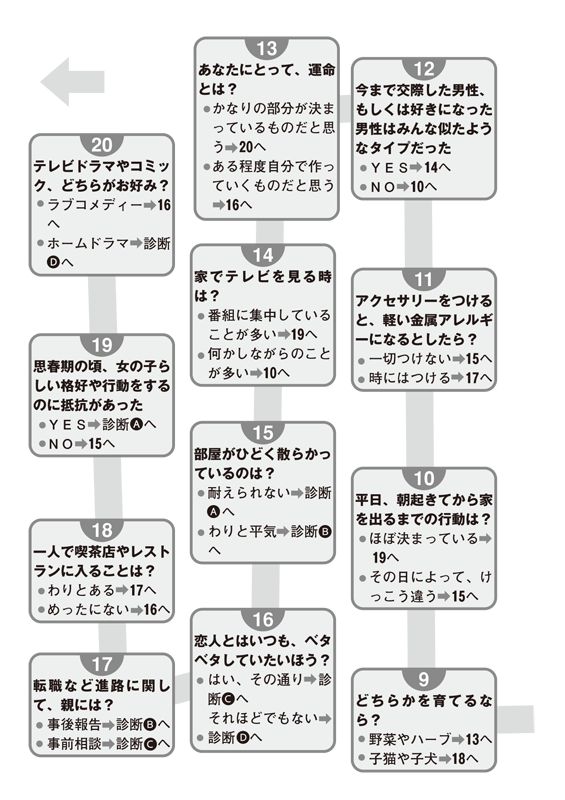 9
どちらかを育てるな
ら？
●野菜やハーブ➡13へ
●子猫や子犬➡18へ
10
平日、朝起きてから家
を出るまでの行動は？
●ほぼ決まっている➡
19へ
●その日によって、け
っこう違う➡15へ
11
アクセサリーをつける
と、軽い金属アレルギ
ーになるとしたら？
●一切つけない➡15へ
●時にはつける➡17へ
12
今まで交際した男性、
もしくは好きになった
男性はみんな似たよう
なタイプだった
●ＹＥＳ➡14へ
●ＮＯ➡10へ
13
あなたにとって、運命
とは？
●かなりの部分が決ま
っているものだと思
う➡20へ
●ある程度自分で作っ
ていくものだと思う
➡16へ
14
家でテレビを見る時
は？
●番組に集中している
ことが多い➡19へ
●何かしながらのこと
が多い➡10へ
15
部屋がひどく散らかっ
ているのは？
●耐えられない➡診断
🅐へ
●わりと平気➡診断🅑
へ
16
恋人とはいつも、ベタ
ベタしていたいほう？
●はい、その通り➡診
断🅒へ
それほどでもない➡
●診断🅓へ
17
転職など進路に関し
て、親には？
●事後報告➡診断🅑へ
●事前相談➡診断🅒へ
18
一人で喫茶店やレスト
ランに入ることは？
●わりとある➡17へ
●めったにない➡16へ
19
思春期の頃、女の子ら
しい格好や行動をする
のに抵抗があった
●ＹＥＳ➡診断🅐へ
●ＮＯ➡15へ
20
テレビドラマやコミッ
ク、どちらがお好み？
●ラブコメディー➡16
へ
●ホームドラマ➡診断
🅓へ